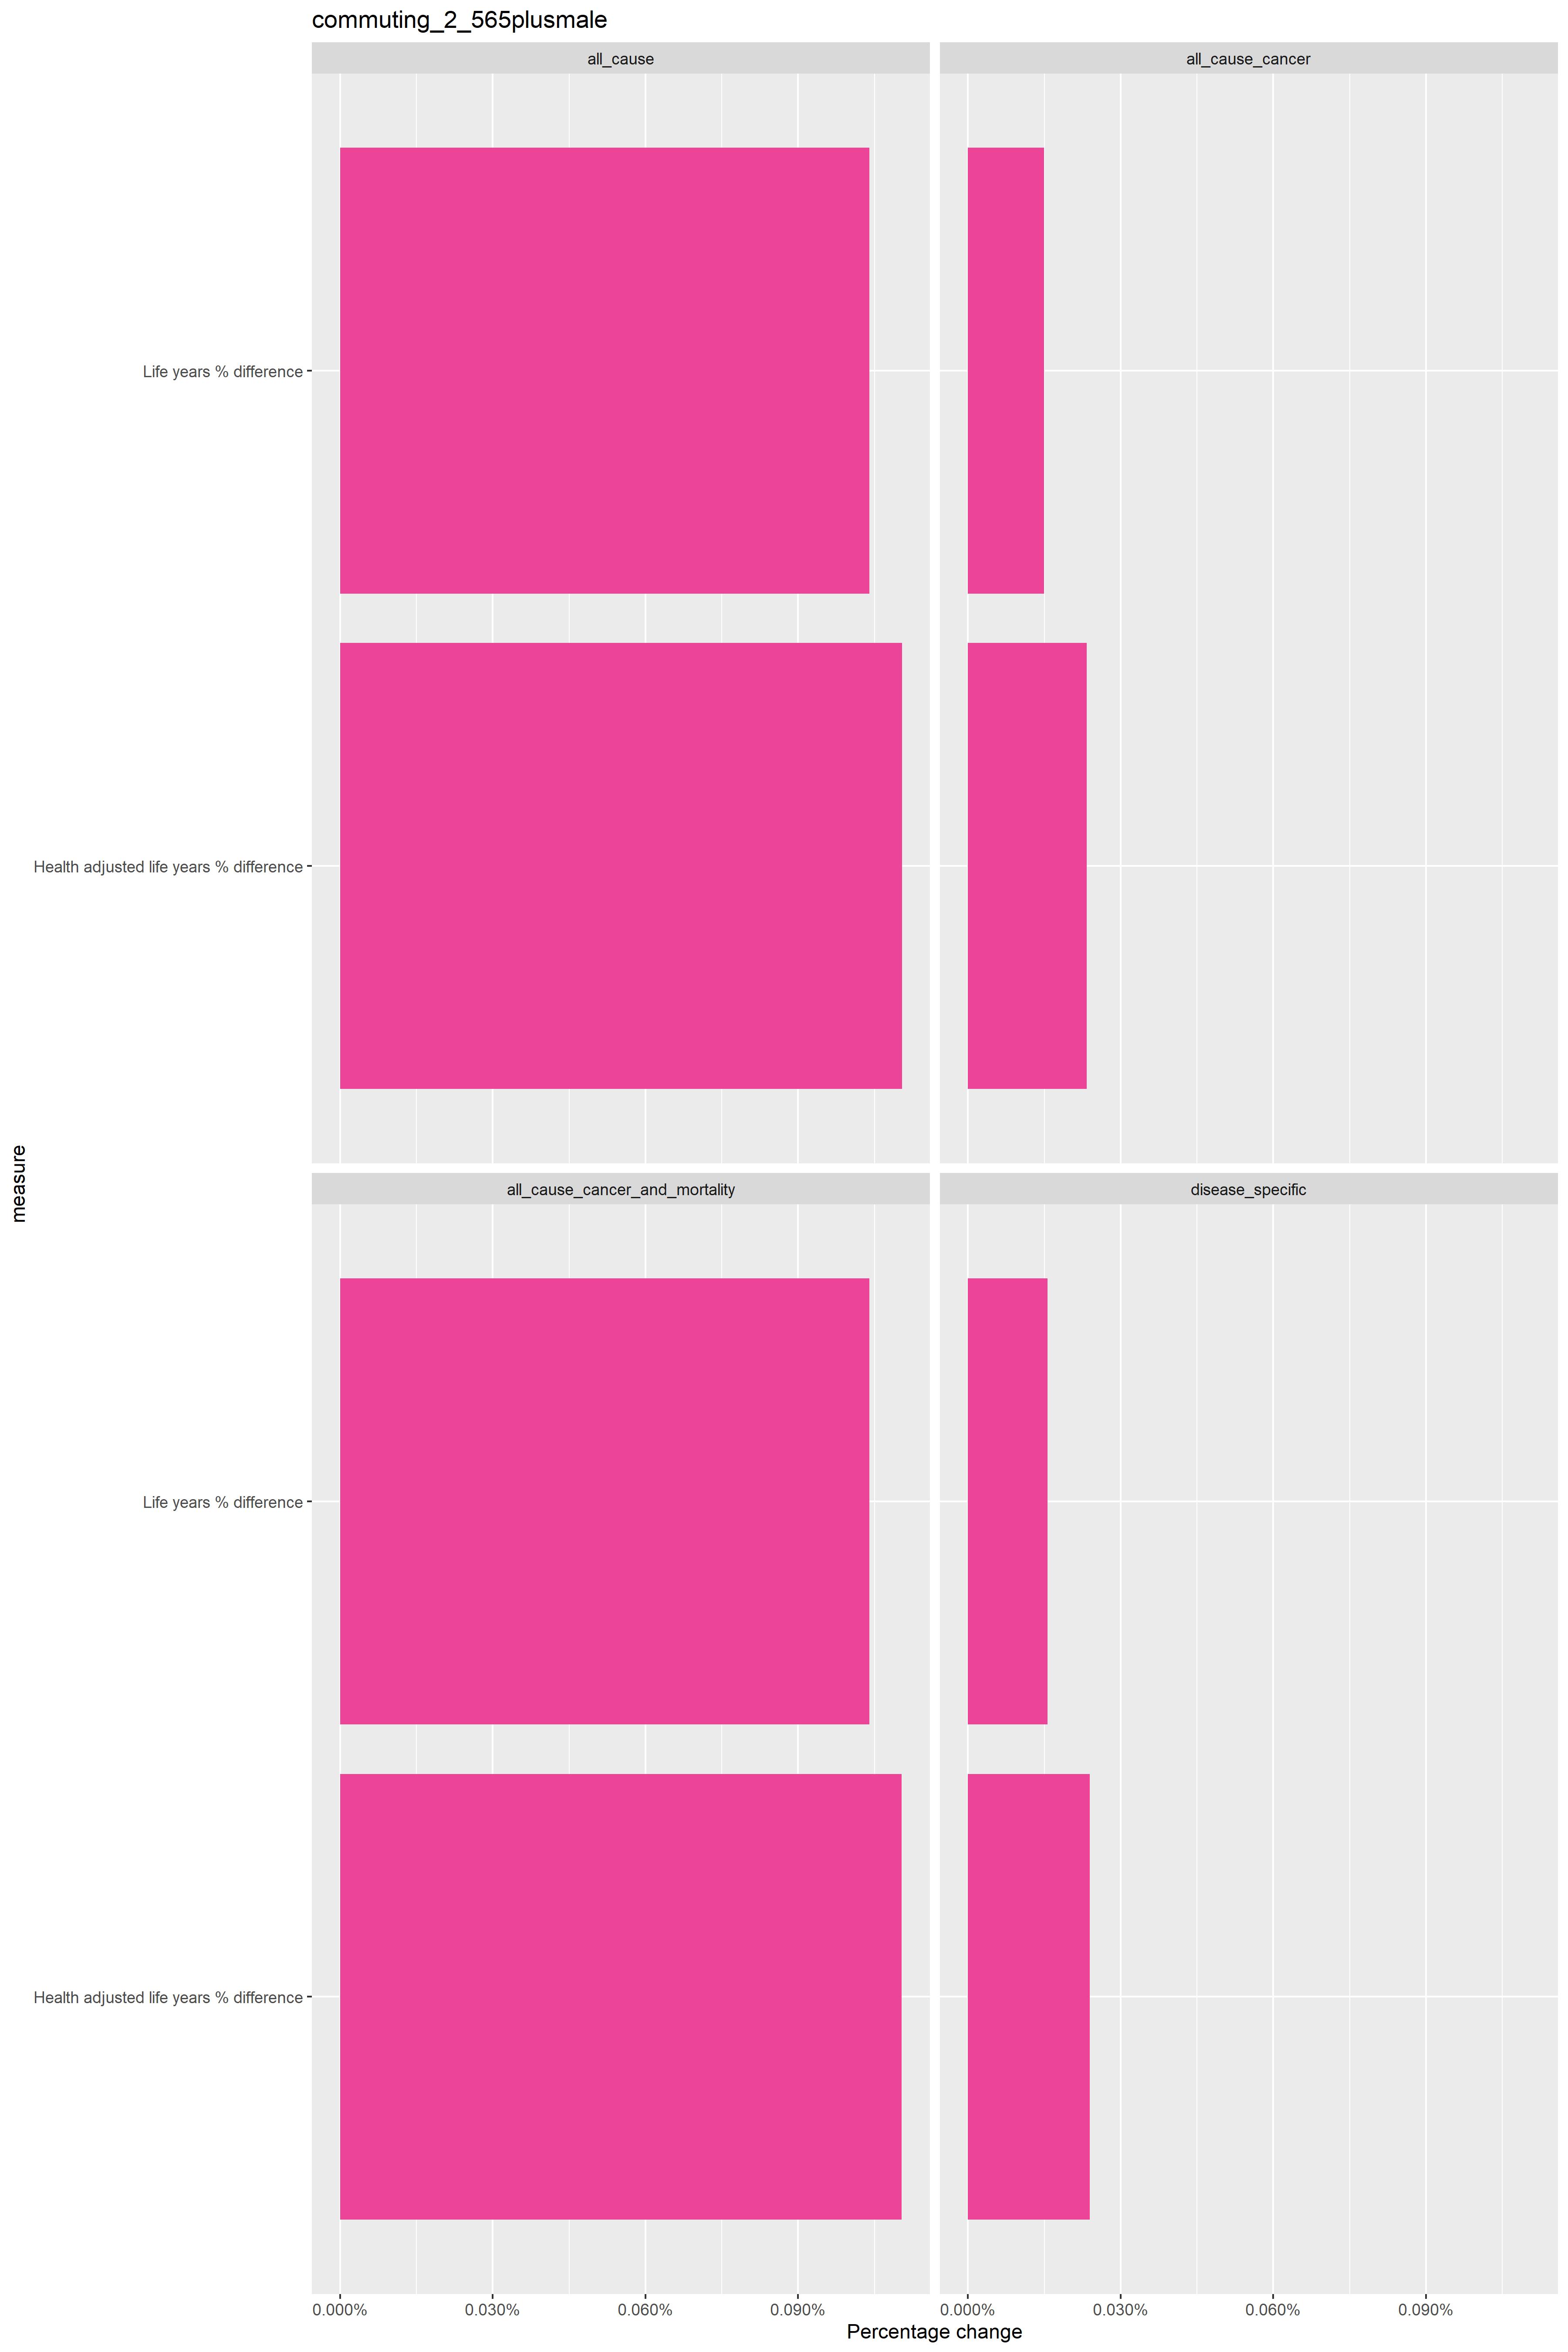 commuting_2_565plusmale
all_cause
all_cause_cancer
Life years % difference
Health adjusted life years % difference
measure
all_cause_cancer_and_mortality
disease_specific
Life years % difference
Health adjusted life years % difference
0.000% 0.030% 0.060% 0.090% 0.000% 0.030% 0.060% 0.090%
Percentage change